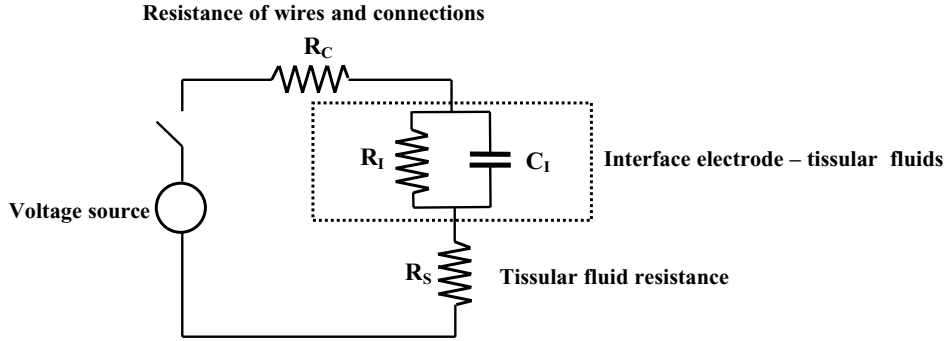 Resistance of wires and connections
R_C
R_I
C_I
Interface electrode – tissular fluids
Voltage source
R_S
Tissular fluid resistance